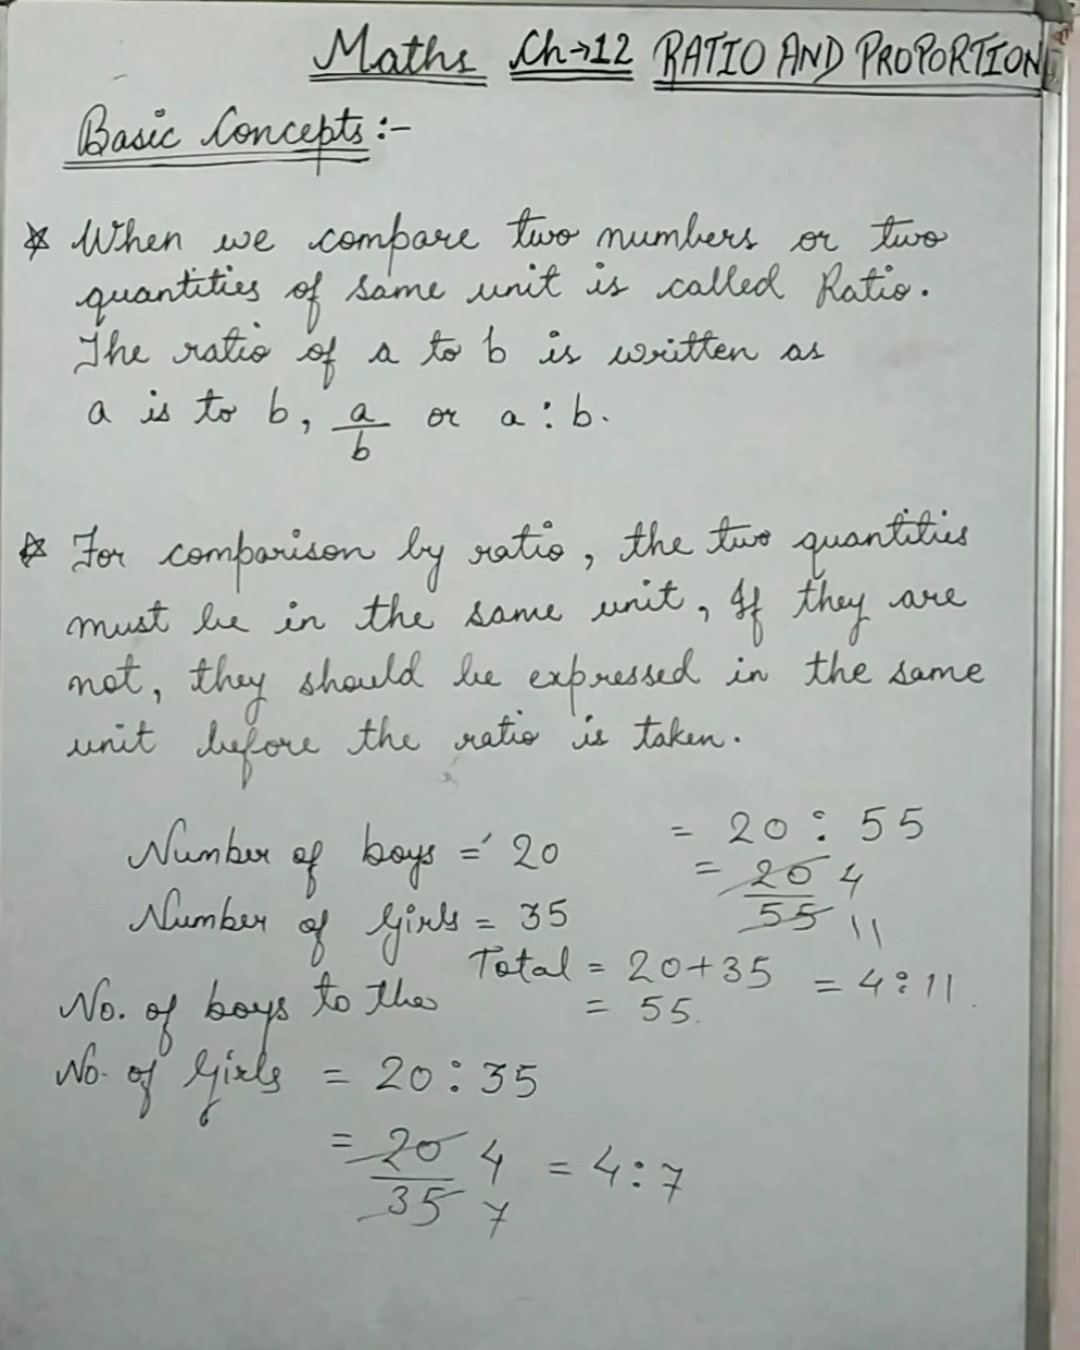 Maths Ch→12 RATIO AND PROPORTION
Basic Concepts :-
☆ When we compare two numbers or two
quantities of same unit is called Ratio.
The ratio of a to b is written as
a is to b, a/b or a : b.
☆ For comparison by ratio, the two quantities
must be in the same unit, If they are
not, they should be expressed in the same
unit before the ratio is taken.
Number of boys = 20
Number of Girls = 35
Total = 20+35
= 55.
= 20 : 55
= 20/55 4/11
= 4 : 11.
No. of boys to the
No. of Girls = 20 : 35
= 20/35 4/7 = 4 : 7